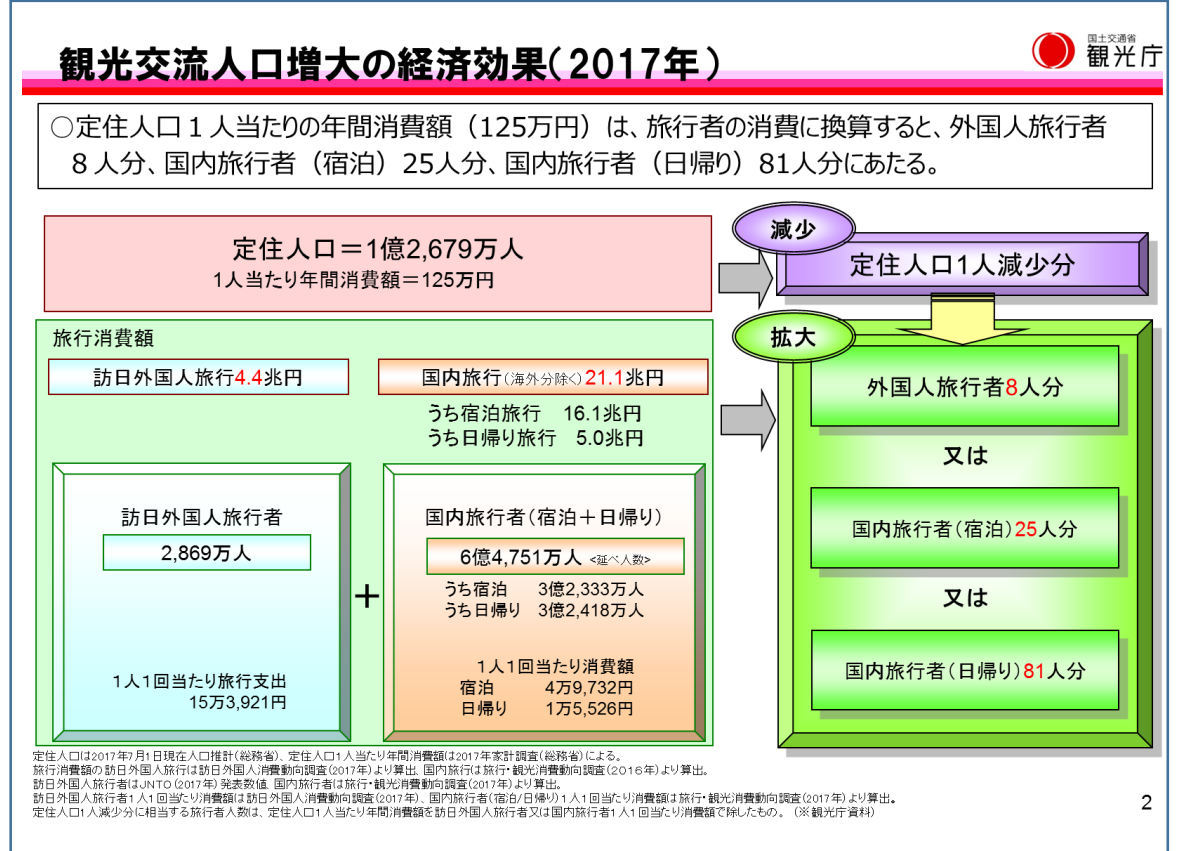 観光交流人口増大の経済効果(2017年)
国土交通省
観光庁
○定住人口1人当たりの年間消費額（125万円）は、旅行者の消費に換算すると、外国人旅行者
8人分、国内旅行者（宿泊）25人分、国内旅行者（日帰り）81人分にあたる。
定住人口＝1億2,679万人
1人当たり年間消費額＝125万円
減少
定住人口1人減少分
旅行消費額
訪日外国人旅行4.4兆円
国内旅行(海外分除く)21.1兆円
うち宿泊旅行 16.1兆円
うち日帰り旅行 5.0兆円
拡大
外国人旅行者8人分
又は
国内旅行者(宿泊)25人分
又は
国内旅行者(日帰り)81人分
訪日外国人旅行者
2,869万人
1人1回当たり旅行支出
15万3,921円
＋
国内旅行者(宿泊＋日帰り)
6億4,751万人 <延べ人数>
うち宿泊 3億2,333万人
うち日帰り 3億2,418万人
1人1回当たり消費額
宿泊 4万9,732円
日帰り 1万5,526円
定住人口は2017年7月1日現在人口推計(総務省)、定住人口1人当たり年間消費額は2017年家計調査(総務省)による。
旅行消費額の訪日外国人旅行は訪日外国人消費動向調査(2017年)より算出、国内旅行は旅行・観光消費動向調査(2016年)より算出。
訪日外国人旅行者はJNTO(2017年)発表数値、国内旅行者は旅行・観光消費動向調査(2017年)より算出。
訪日外国人旅行者1人1回当たり消費額は訪日外国人消費動向調査(2017年)、国内旅行者(宿泊/日帰り)1人1回当たり消費額は旅行・観光消費動向調査(2017年)より算出。
定住人口1人減少分に相当する旅行者人数は、定住人口1人当たり年間消費額を訪日外国人旅行者又は国内旅行者1人1回当たり消費額で除したもの。（※観光庁資料）
2